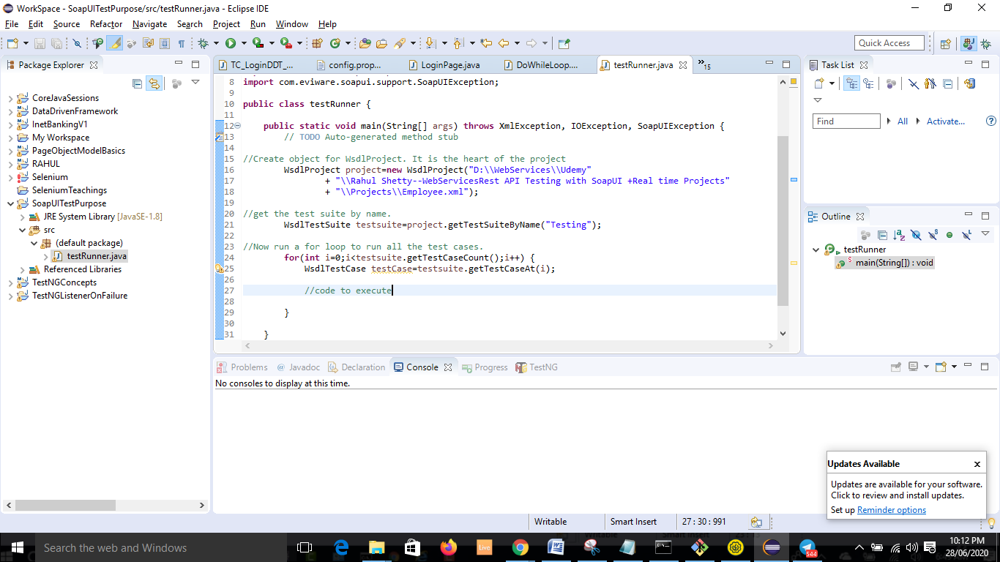 WorkSpace - SoapUITestPurpose/src/testRunner.java - Eclipse IDE
File Edit Source Refactor Navigate Search Project Run Window Help
Quick Access
Package Explorer
CoreJavaSessions
DataDrivenFramework
InetBankingV1
My Workspace
PageObjectModelBasics
RAHUL
Selenium
SeleniumTeachings
SoapUITestPurpose
JRE System Library [JavaSE-1.8]
src
(default package)
testRunner.java
Referenced Libraries
TestNGConcepts
TestNGListenerOnFailure
TC_LoginDDT_... config.prop... LoginPage.java DoWhileLoop.... testRunner.java »15
8 import com.eviware.soapui.support.SoapUIException;
9
10 public class testRunner {
11
12 public static void main(String[] args) throws XmlException, IOException, SoapUIException {
13 // TODO Auto-generated method stub
14
15 //Create object for WsdlProject. It is the heart of the project
16 WsdlProject project=new WsdlProject("D:\\WebServices\\Udemy"
17 + "\\Rahul Shetty--WebServicesRest API Testing with SoapUI +Real time Projects"
18 + "\\Projects\\Employee.xml");
19
20 //get the test suite by name.
21 WsdlTestSuite testsuite=project.getTestSuiteByName("Testing");
22
23 //Now run a for loop to run all the test cases.
24 for(int i=0;i<testsuite.getTestCaseCount();i++) {
25 WsdlTestCase testCase=testsuite.getTestCaseAt(i);
26
27 //code to execute
28
29 }
30
31 }
Task List
Find All Activate...
Outline
testRunner
main(String[]) : void
Problems Javadoc Declaration Console Progress TestNG
No consoles to display at this time.
Updates Available
Updates are available for your software.
Click to review and install updates.
Set up Reminder options
Writable Smart Insert 27 : 30 : 991
Search the web and Windows
Live
544
10:12 PM
28/06/2020